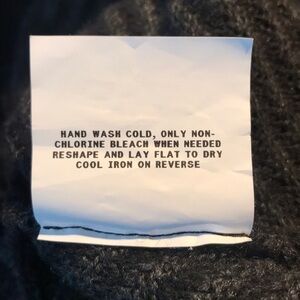 HAND WASH COLD, ONLY NON-
CHLORINE BLEACH WHEN NEEDED
RESHAPE AND LAY FLAT TO DRY
COOL IRON ON REVERSE